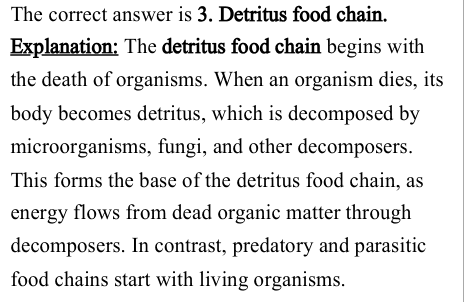 The correct answer is 3. Detritus food chain.
Explanation: The detritus food chain begins with
the death of organisms. When an organism dies, its
body becomes detritus, which is decomposed by
microorganisms, fungi, and other decomposers.
This forms the base of the detritus food chain, as
energy flows from dead organic matter through
decomposers. In contrast, predatory and parasitic
food chains start with living organisms.